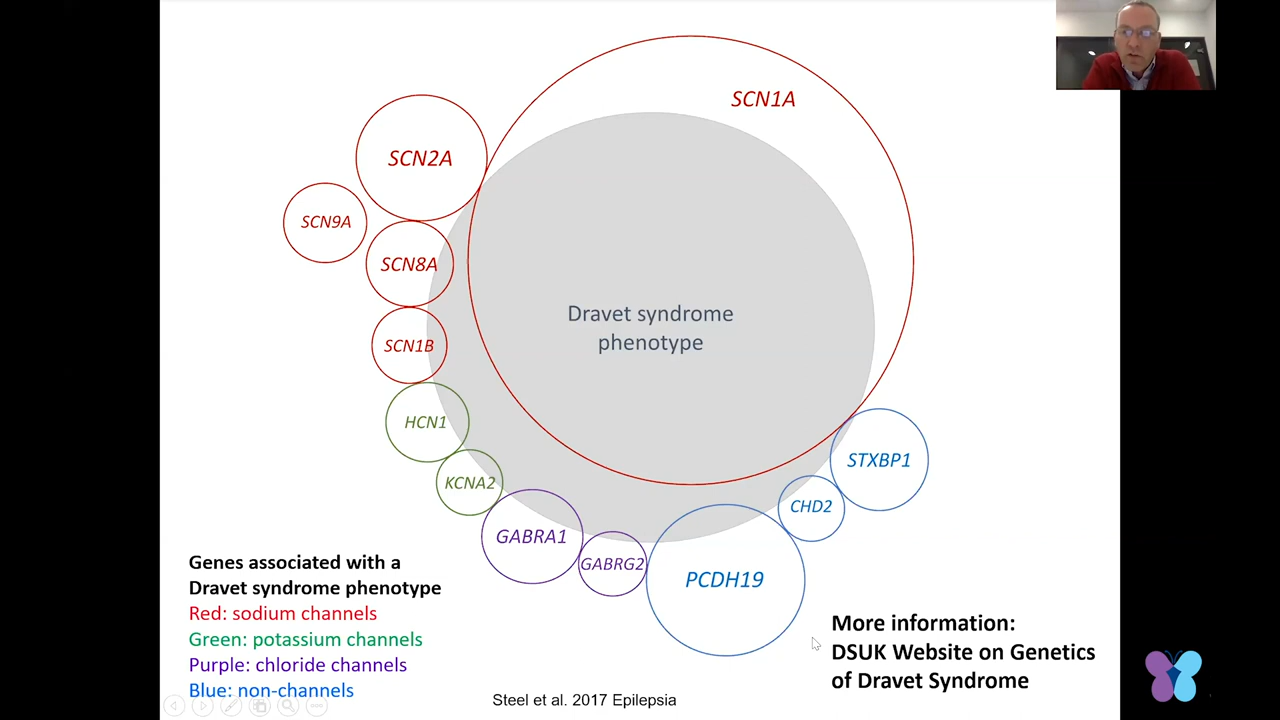 SCN1A
SCN2A
SCN9A
SCN8A
Dravet syndrome
phenotype
SCN1B
HCN1
STXBP1
KCNA2
CHD2
GABRA1
GABRG2
PCDH19
Genes associated with a
Dravet syndrome phenotype
Red: sodium channels
Green: potassium channels
Purple: chloride channels
Blue: non-channels
More information:
DSUK Website on Genetics
of Dravet Syndrome
Steel et al. 2017 Epilepsia